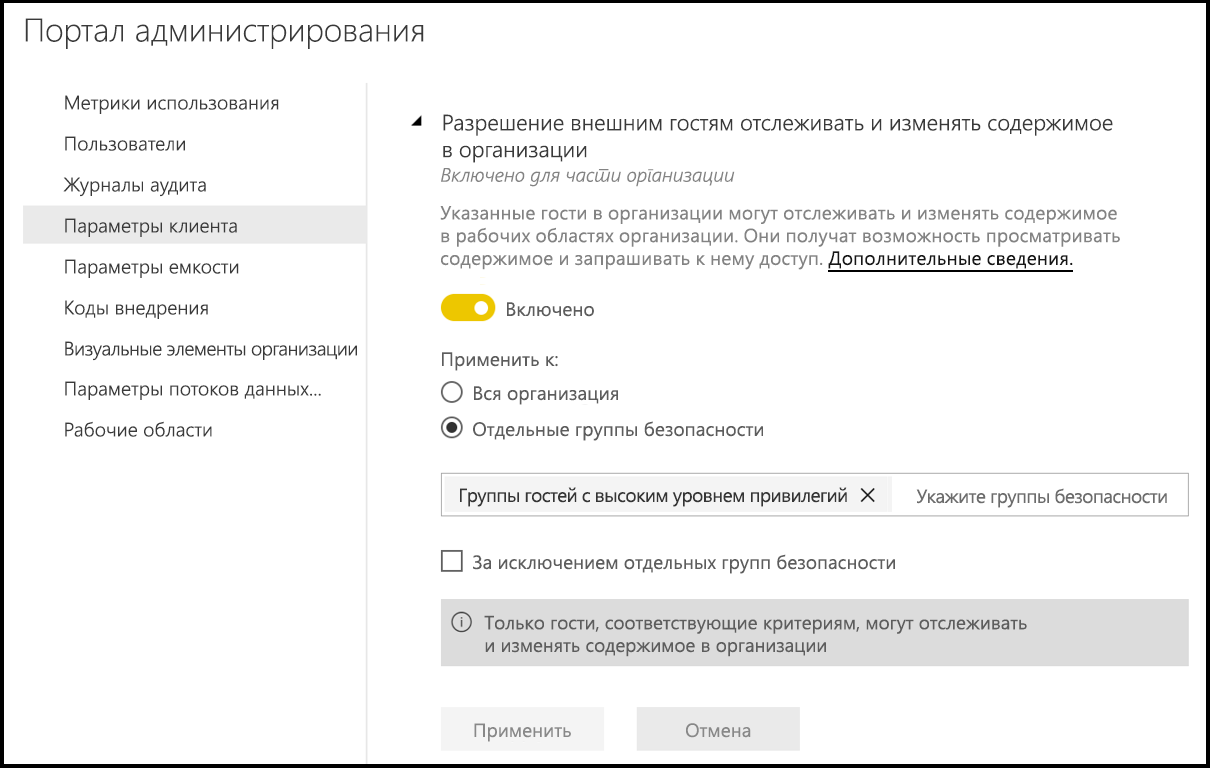 Портал администрирования
Метрики использования
Пользователи
Журналы аудита
Параметры клиента
Параметры емкости
Коды внедрения
Визуальные элементы организации
Параметры потоков данных...
Рабочие области
Разрешение внешним гостям отслеживать и изменять содержимое
в организации
Включено для части организации
Указанные гости в организации могут отслеживать и изменять содержимое
в рабочих областях организации. Они получат возможность просматривать
содержимое и запрашивать к нему доступ. Дополнительные сведения.
Включено
Применить к:
Вся организация
Отдельные группы безопасности
Группы гостей с высоким уровнем привилегий Укажите группы безопасности
За исключением отдельных групп безопасности
Только гости, соответствующие критериям, могут отслеживать
и изменять содержимое в организации
Применить Отмена